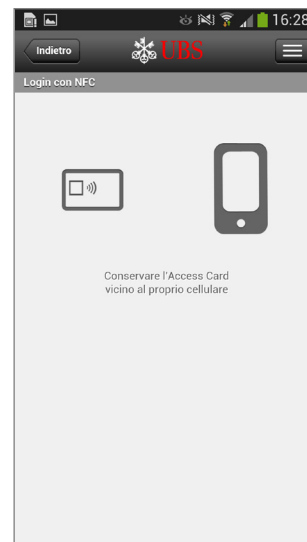 16:28
Indietro
UBS
Login con NFC
Conservare l'Access Card
vicino al proprio cellulare